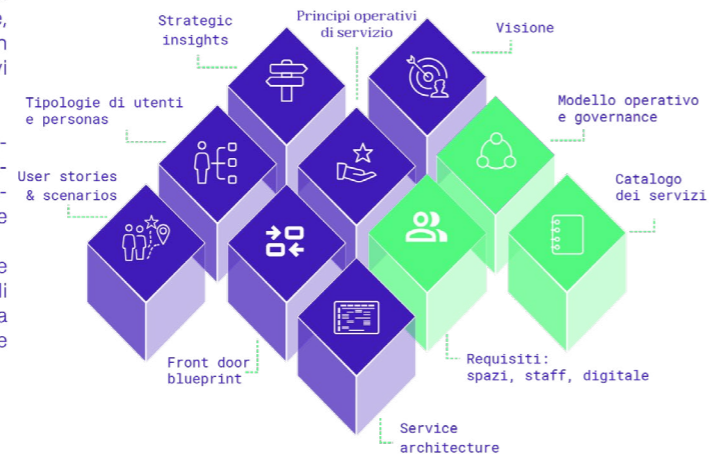 Strategic
insights
Principi operativi
di servizio
Visione
Tipologie di utenti
e personas
Modello operativo
e governance
User stories
& scenarios
Catalogo
dei servizi
Front door
blueprint
Requisiti:
spazi, staff, digitale
Service
architecture